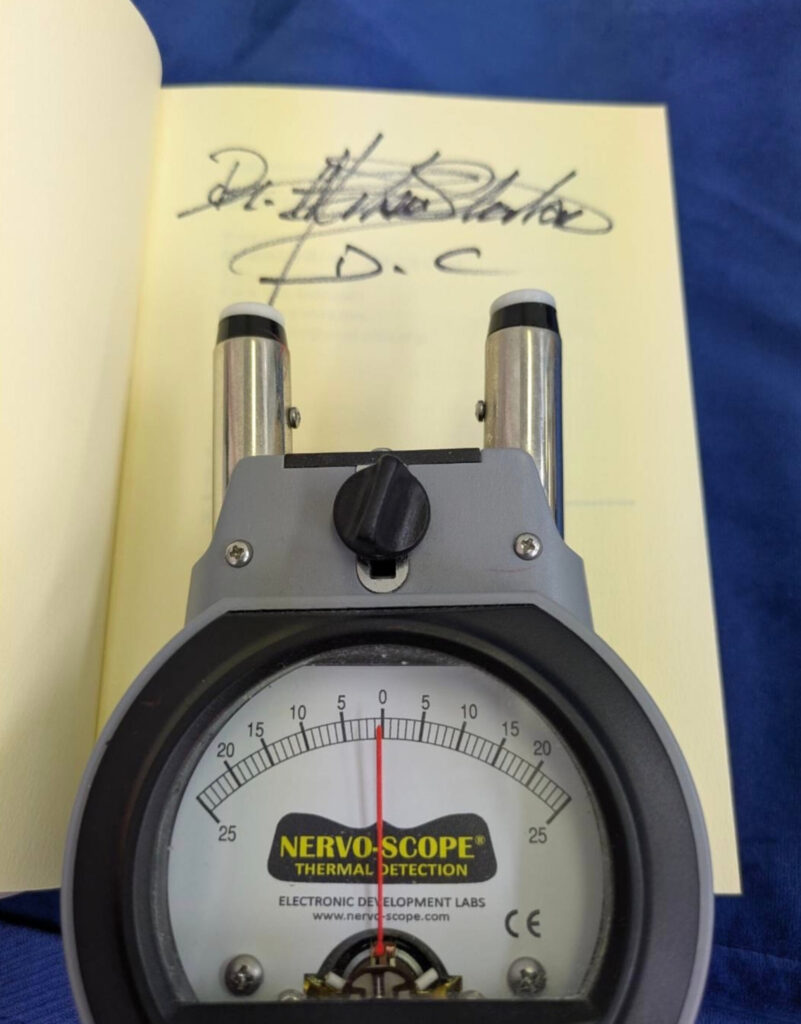 Dr.
D.C
0
5 5
10 10
15 15
20 20
25 25
NERVO-SCOPE®
THERMAL DETECTION
ELECTRONIC DEVELOPMENT LABS
www.nervo-scope.com
CE